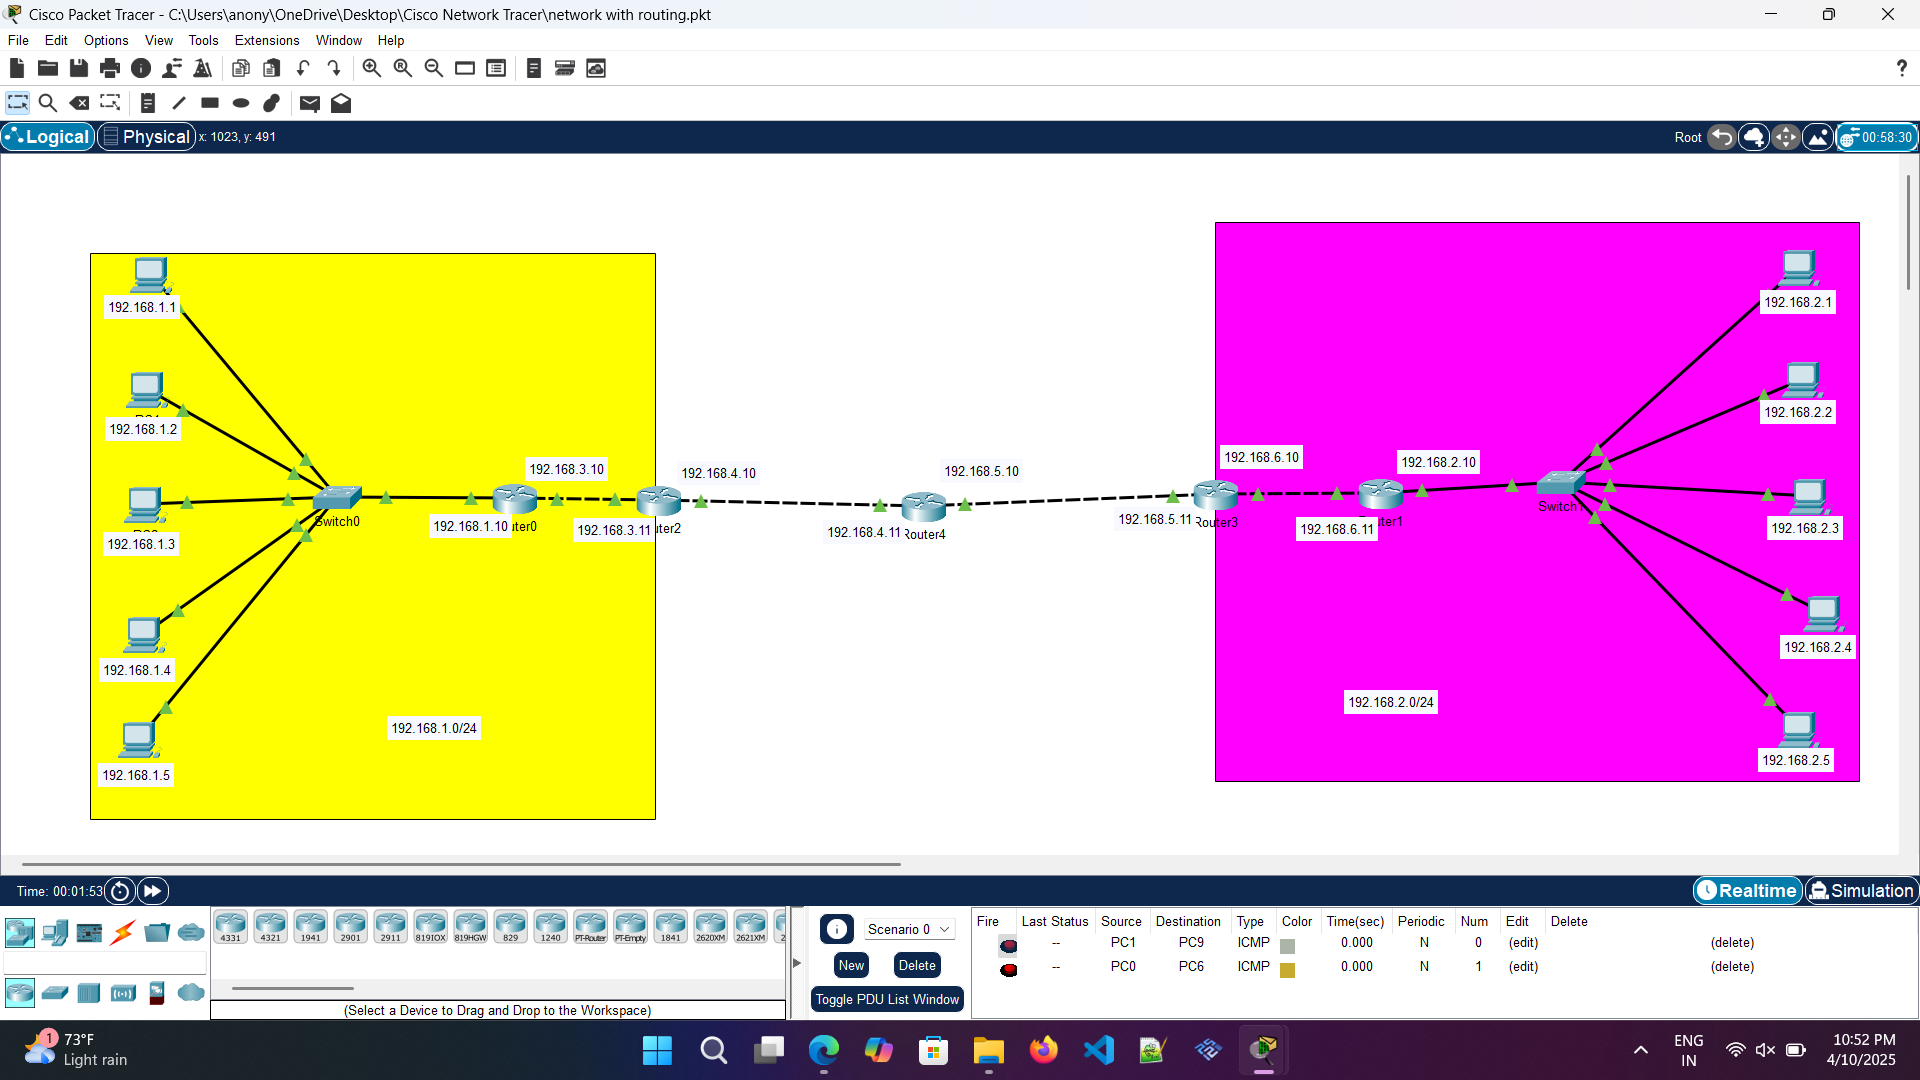 Cisco Packet Tracer - C:\Users\anony\OneDrive\Desktop\Cisco Network Tracer\network with routing.pkt
File Edit Options View Tools Extensions Window Help
?
Logical Physical x: 1023, y: 491
Root 00:58:30
192.168.1.1
192.168.1.2
192.168.1.3
192.168.1.4
192.168.1.5
Switch0
192.168.3.10
192.168.1.10 uter0
192.168.3.11 uter2
192.168.4.10
192.168.1.0/24
192.168.5.10
192.168.4.11 Router4
192.168.5.11 Router3
192.168.6.10
192.168.2.10
192.168.6.11 uter1
Switch1
192.168.2.0/24
192.168.2.1
192.168.2.2
192.168.2.3
192.168.2.4
192.168.2.5
Time: 00:01:53
Realtime Simulation
4331 4321 1941 2901 2911 819IOX 819HGW 829 1240 PT-Router PT-Empty 1841 2620XM 2621XM 2
(Select a Device to Drag and Drop to the Workspace)
Scenario 0
New Delete
Toggle PDU List Window
Fire Last Status Source Destination Type Color Time(sec) Periodic Num Edit Delete
-- PC1 PC9 ICMP 0.000 N 0 (edit) (delete)
-- PC0 PC6 ICMP 0.000 N 1 (edit) (delete)
1
73°F
Light rain
ENG
IN
10:52 PM
4/10/2025